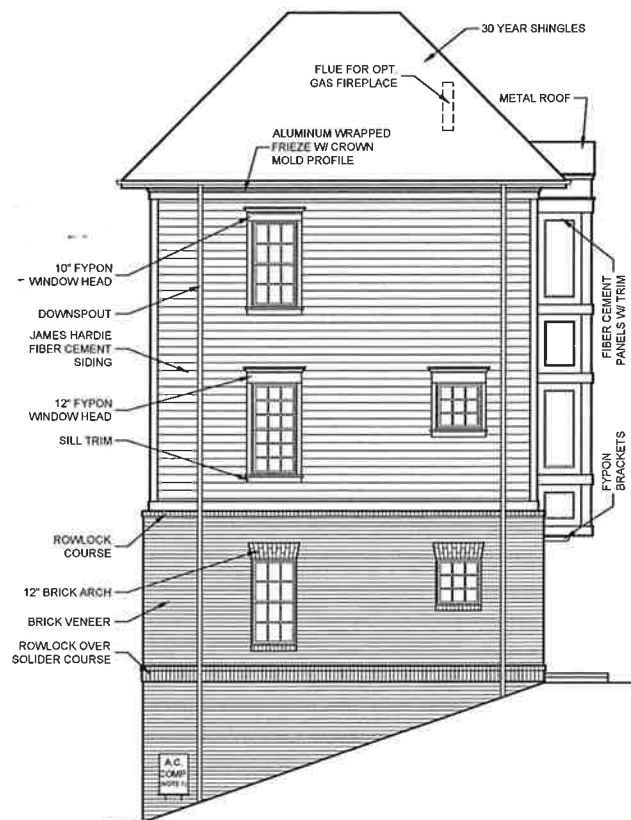 30 YEAR SHINGLES
FLUE FOR OPT.
GAS FIREPLACE
METAL ROOF
ALUMINUM WRAPPED
FRIEZE W/ CROWN
MOLD PROFILE
10" FYPON
WINDOW HEAD
DOWNSPOUT
JAMES HARDIE
FIBER CEMENT
SIDING
12" FYPON
WINDOW HEAD
SILL TRIM
FIBER CEMENT
PANELS W/ TRIM
FYPON
BRACKETS
ROWLOCK
COURSE
12" BRICK ARCH
BRICK VENEER
ROWLOCK OVER
SOLIDER COURSE
A.C.
COMP.
(NOTE 1)